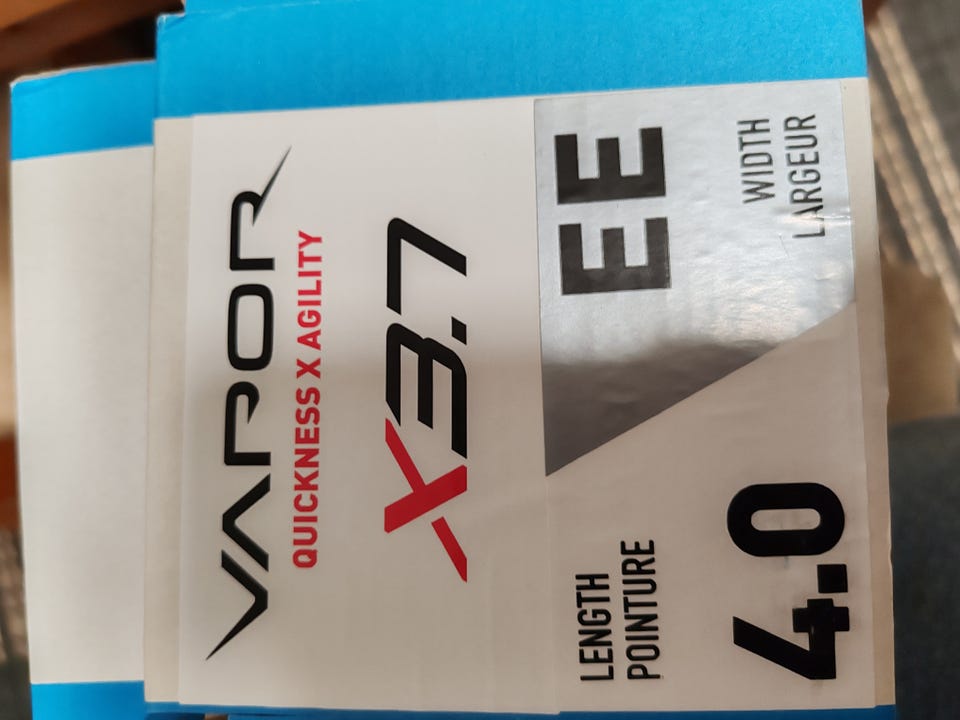 VAPOR
QUICKNESS X AGILITY
X3.7
LENGTH
POINTURE
4.0
EE
WIDTH
LARGEUR